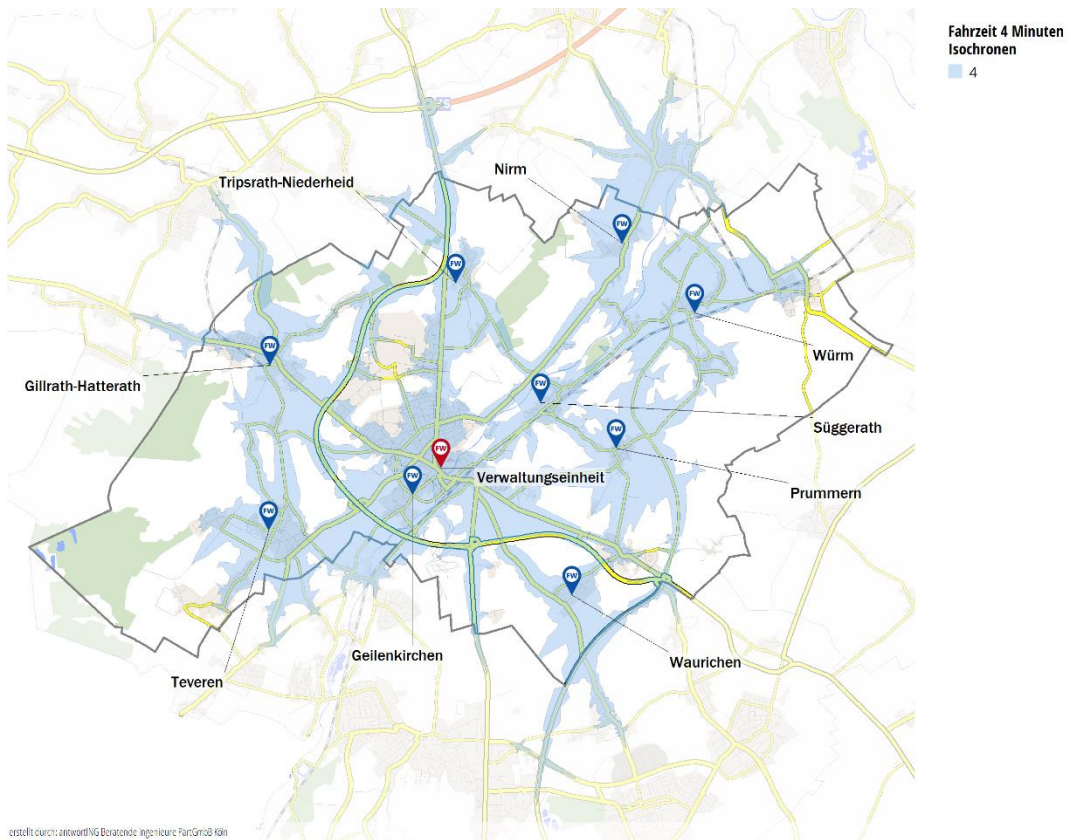 Fahrzeit 4 Minuten
Isochronen
4
Nirm
Tripsrath-Niederheid
FW
FW
FW
Würm
FW
Gillrath-Hatterath
FW
Süggerath
FW
FW
Verwaltungseinheit
FW
Prummern
FW
FW
Geilenkirchen
Waurichen
Teveren
erstellt durch: antwortING Beratende Ingenieure PartGmbB Köln